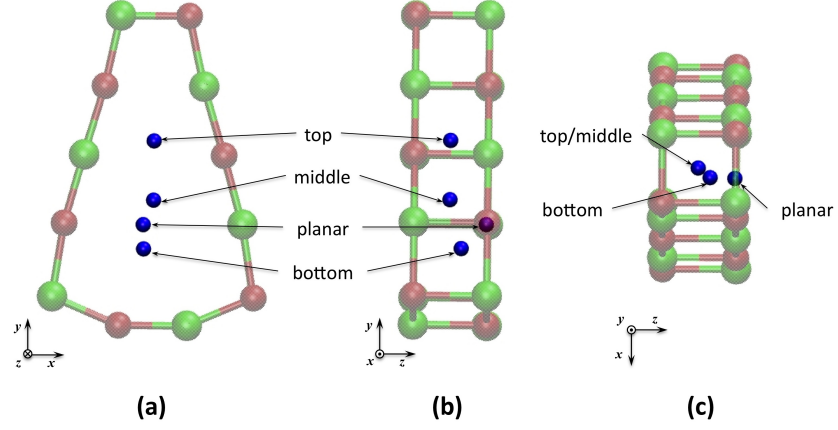 top
middle
planar
bottom
top/middle
bottom
planar
y
z
x
y
x
z
y
z
x
(a)
(b)
(c)